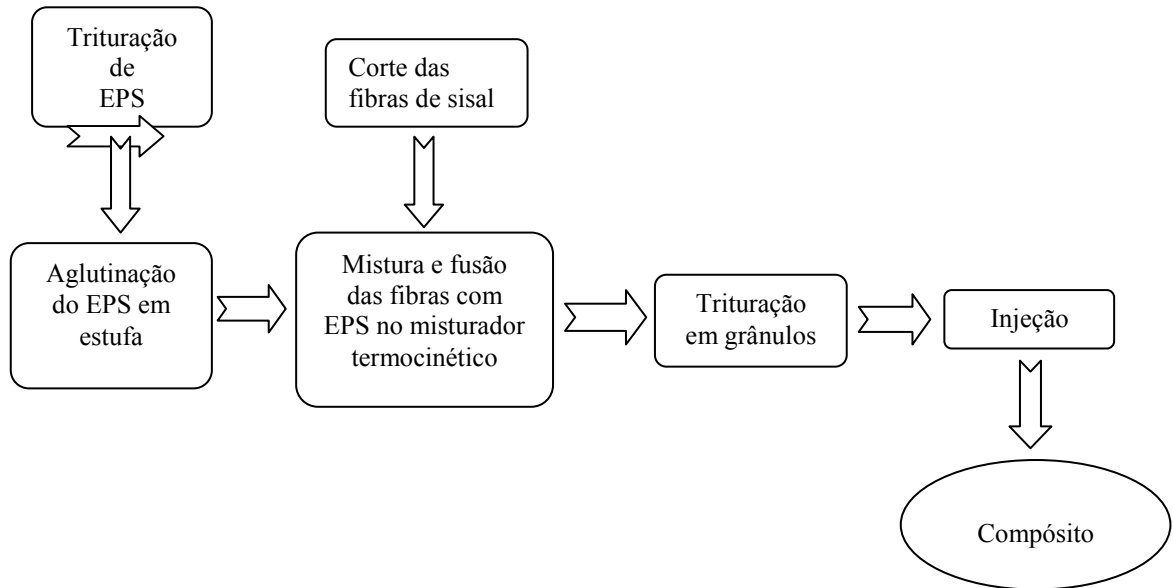 Trituração
de
EPS
Corte das
fibras de sisal
Aglutinação
do EPS em
estufa
Mistura e fusão
das fibras com
EPS no misturador
termocinético
Trituração
em grânulos
Injeção
Compósito